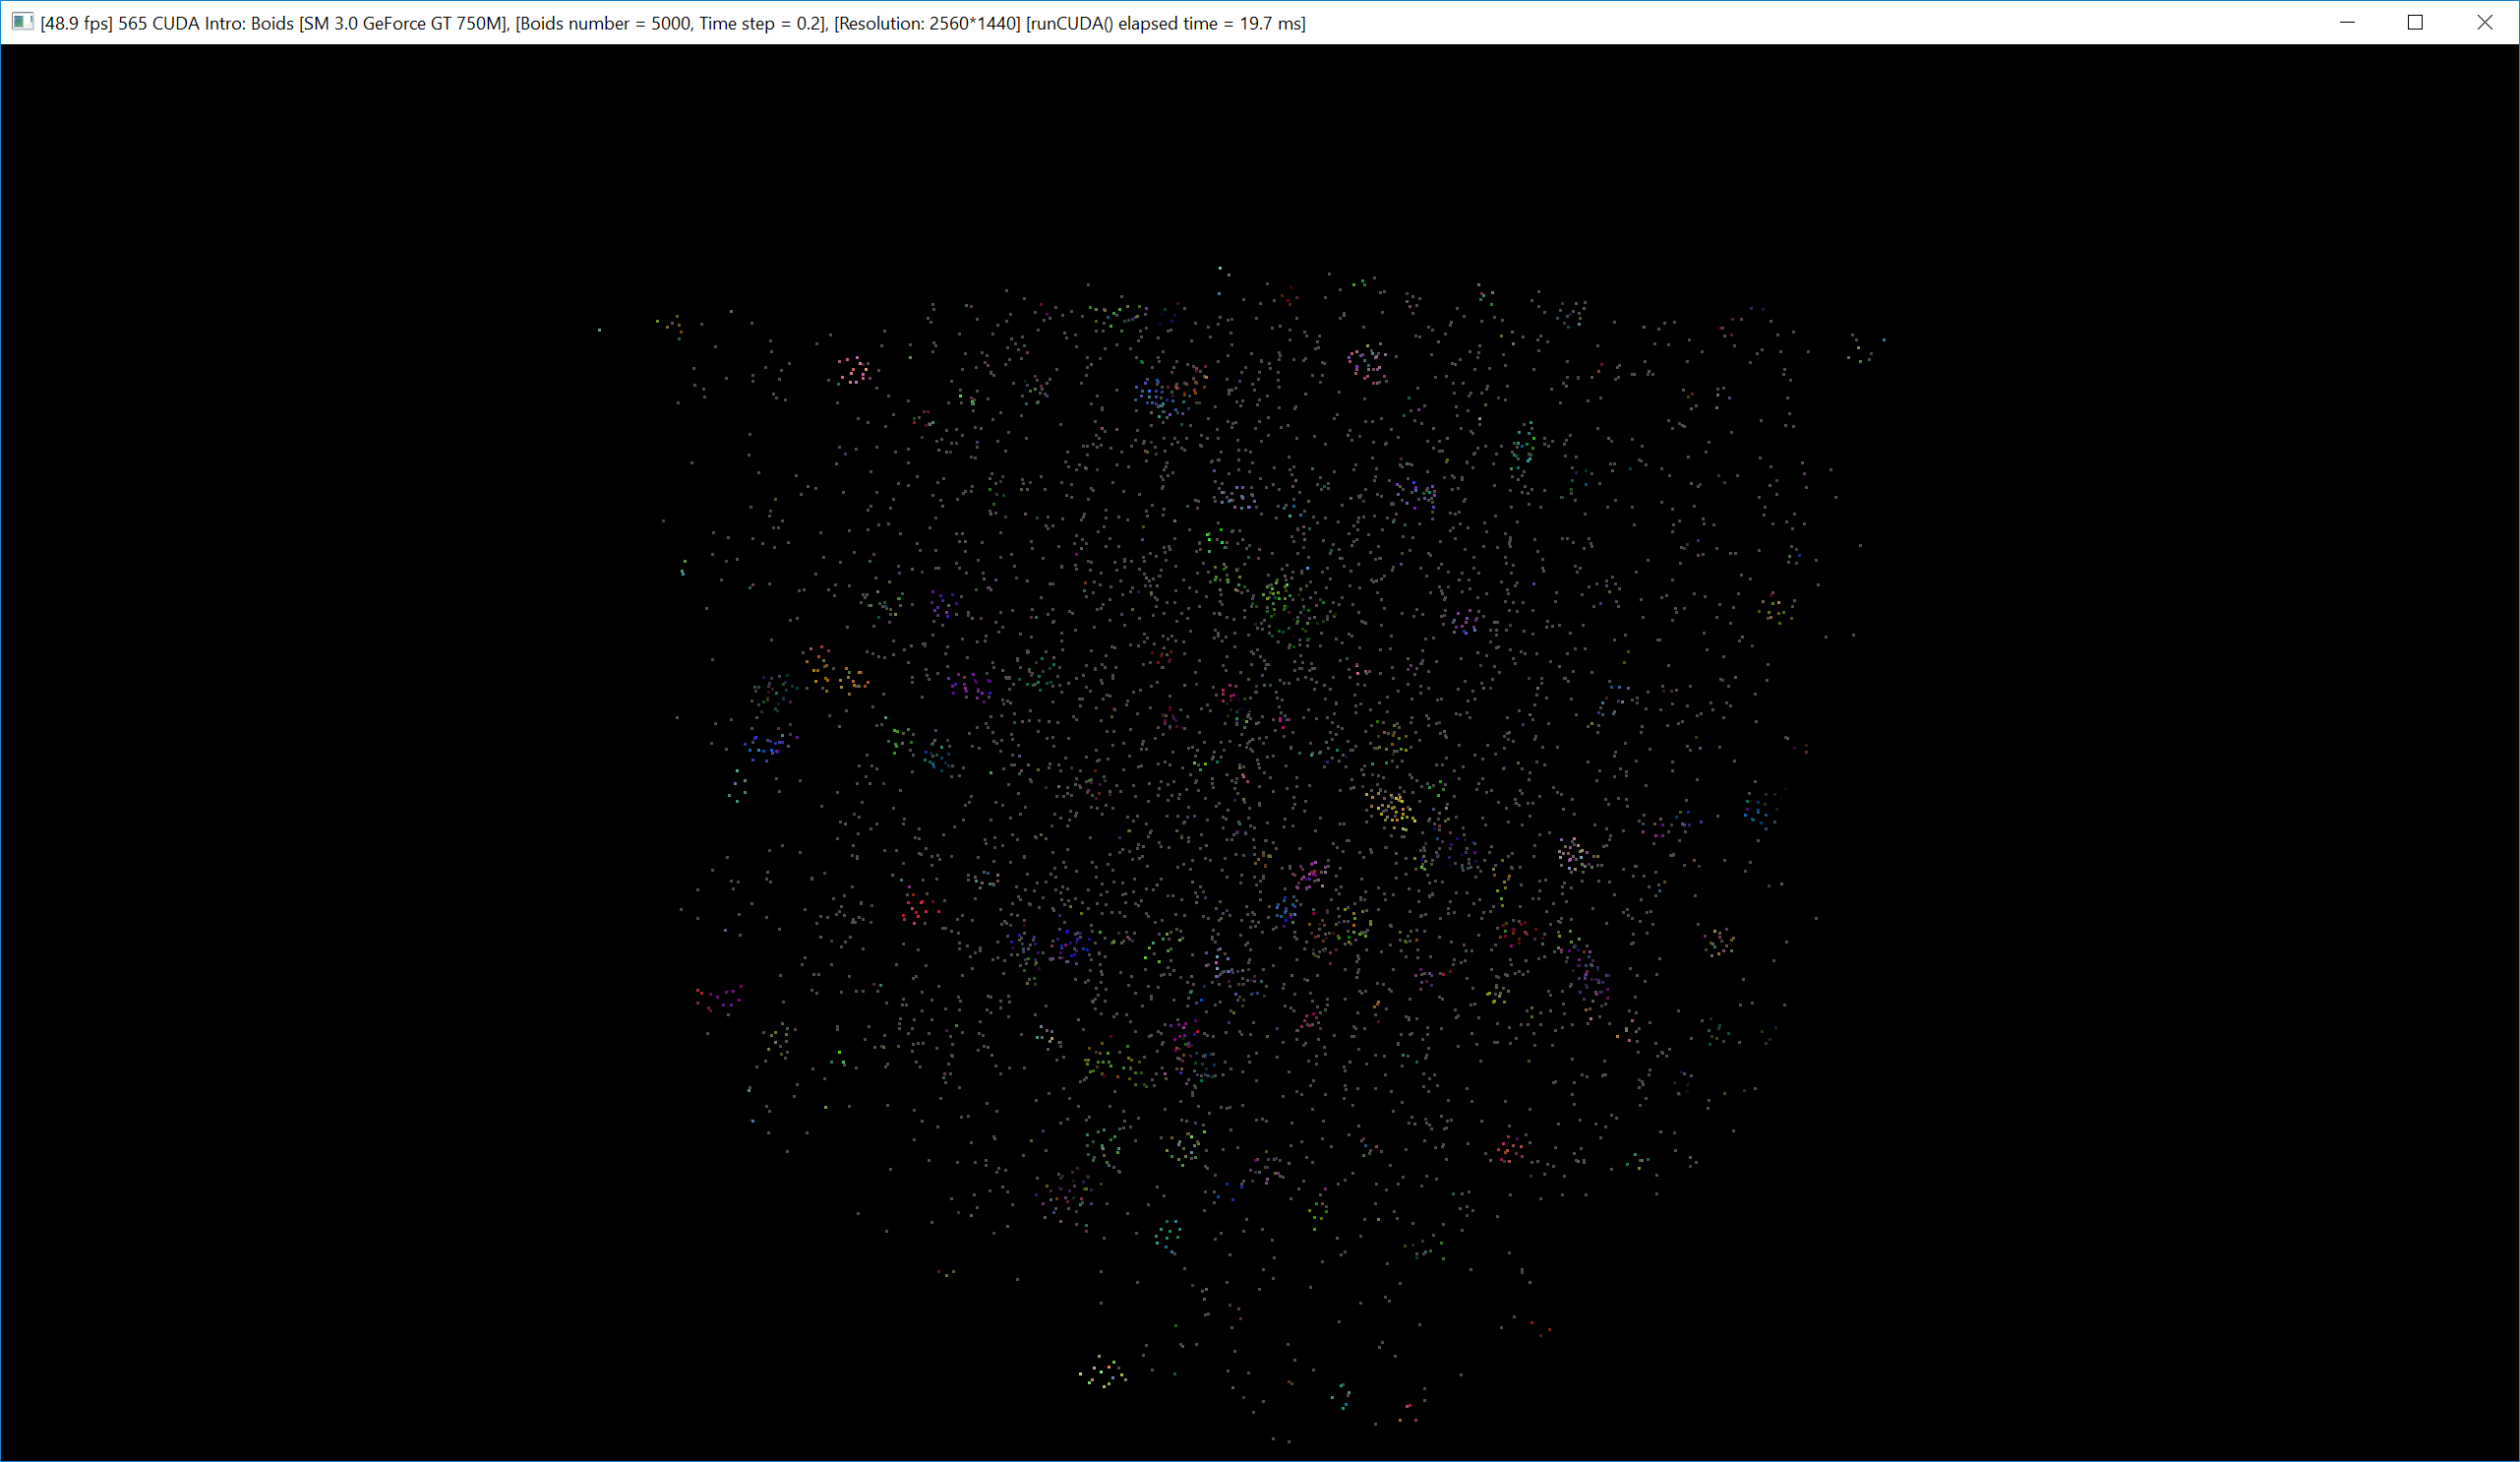 [48.9 fps] 565 CUDA Intro: Boids [SM 3.0 GeForce GT 750M], [Boids number = 5000, Time step = 0.2], [Resolution: 2560*1440] [runCUDA() elapsed time = 19.7 ms]